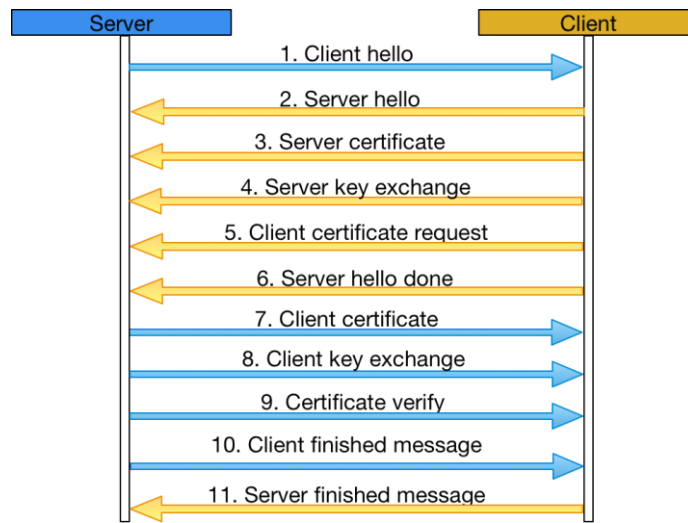 Server
Client
1. Client hello
2. Server hello
3. Server certificate
4. Server key exchange
5. Client certificate request
6. Server hello done
7. Client certificate
8. Client key exchange
9. Certificate verify
10. Client finished message
11. Server finished message